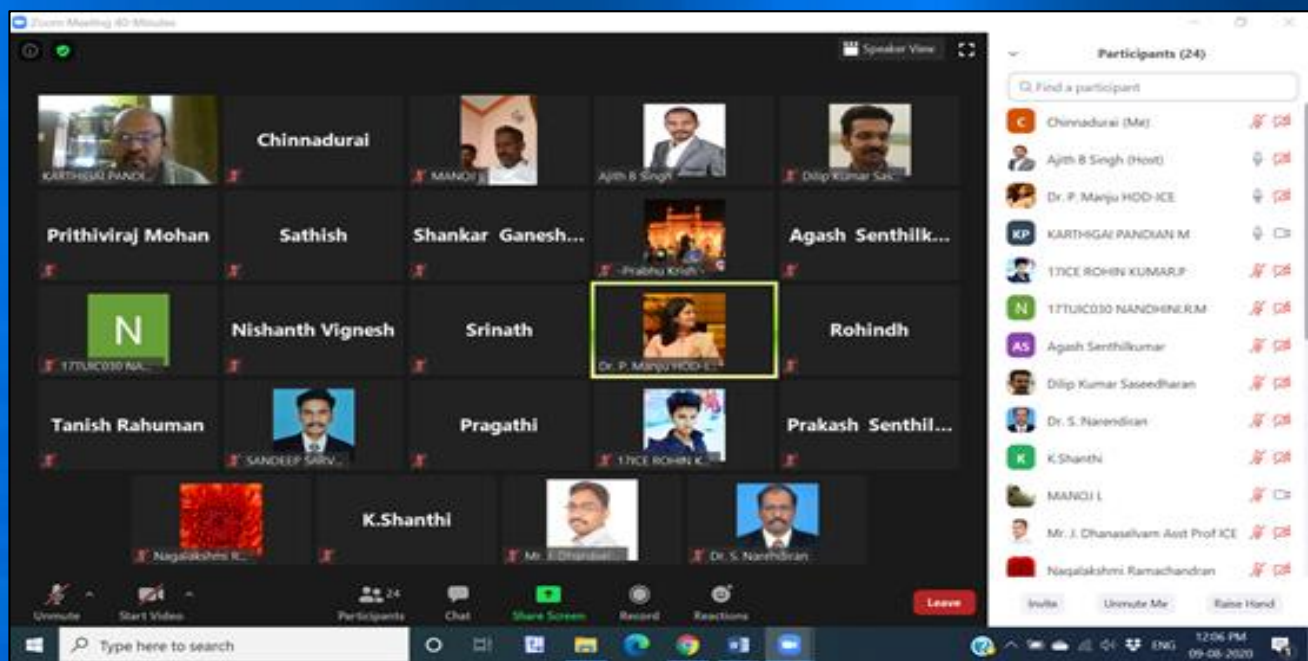 Zoom Meeting 40-Minutes
Speaker View
KARTHIGAI PANDI...
Chinnadurai
MANOJ L
Ajith B Singh
Dilip Kumar Sas...
Prithiviraj Mohan
Sathish
Shankar Ganesh...
-Prabhu Krish -
Agash Senthilk...
N
17TUIC030 NA...
Nishanth Vignesh
Srinath
Dr. P. Manju HOD-I...
Rohindh
Tanish Rahuman
SANDEEP SARV...
Pragathi
17ICE ROHIN K...
Prakash Senthil...
Nagalakshmi R...
K.Shanthi
Mr. J. Dhanasel...
Dr. S. Narendiran
Unmute
Start Video
24
Participants
Chat
Share Screen
Record
Reactions
Leave
Participants (24)
Find a participant
C Chinnadurai (Me)
Ajith B Singh (Host)
Dr. P. Manju HOD-ICE
KP KARTHIGAI PANDIAN M
17ICE ROHIN KUMAR.P
N 17TUIC030 NANDHINI.R.M
AS Agash Senthilkumar
Dilip Kumar Saseedharan
Dr. S. Narendiran
K K.Shanthi
MANOJ L
Mr. J. Dhanaselvam Asst Prof ICE
Nagalakshmi Ramachandran
Invite
Unmute Me
Raise Hand
Type here to search
ENG
12:06 PM
09-08-2020